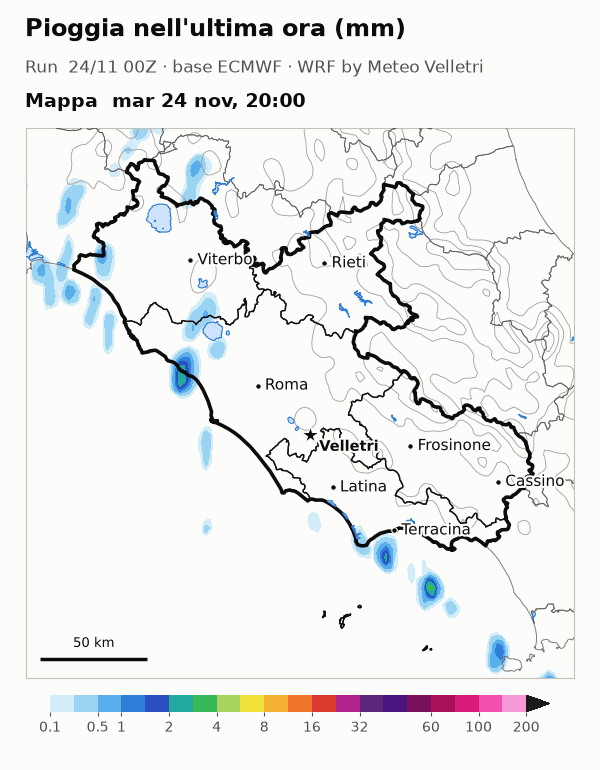 Pioggia nell'ultima ora (mm)
Run  24/11 00Z · base ECMWF · WRF by Meteo Velletri
Mappa  mar 24 nov, 20:00
Viterbo
Rieti
Roma
Velletri
Frosinone
Cassino
Latina
Terracina
50 km
0.1 0.5 1 2 4 8 16 32 60 100 200